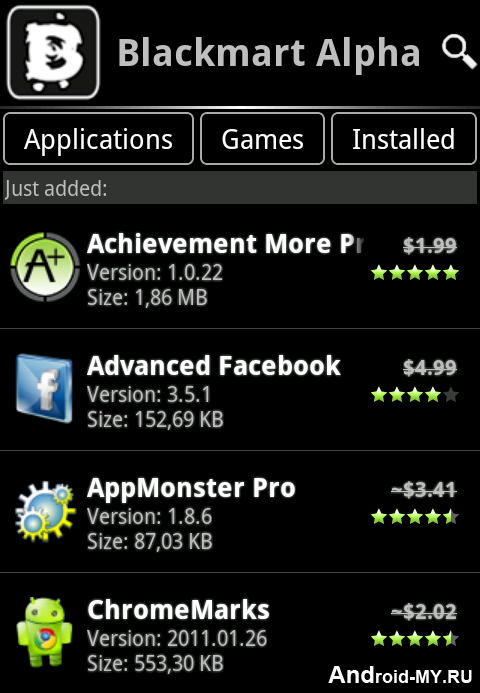 B
Blackmart Alpha
Applications Games Installed
Just added:
Achievement More Pr $1.99
Version: 1.0.22
Size: 1,86 MB
Advanced Facebook $4.99
Version: 3.5.1
Size: 152,69 KB
AppMonster Pro ~$3.41
Version: 1.8.6
Size: 87,03 KB
ChromeMarks ~$2.02
Version: 2011.01.26
Size: 553,30 KB
A+
f
Android-MY.RU